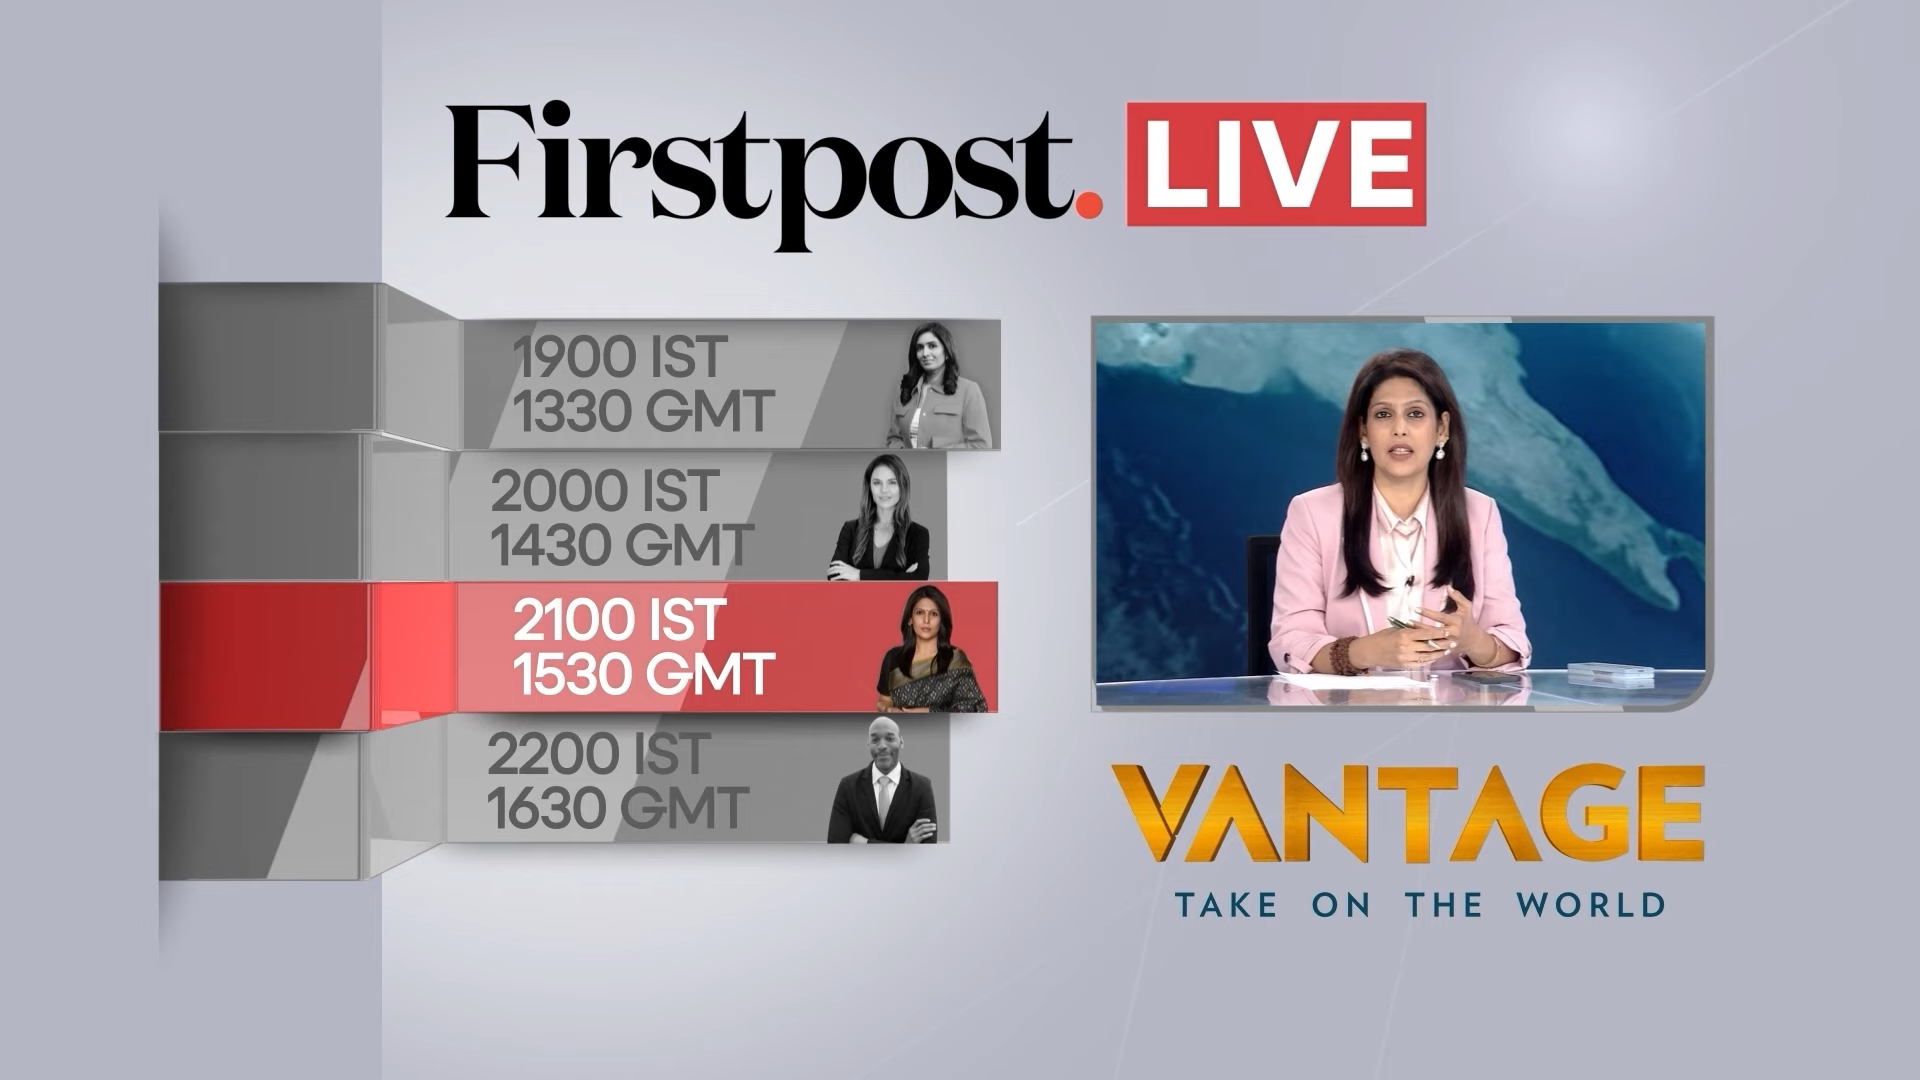 Firstpost. LIVE
1900 IST
1330 GMT
2000 IST
1430 GMT
2100 IST
1530 GMT
2200 IST
1630 GMT
VANTAGE
TAKE ON THE WORLD